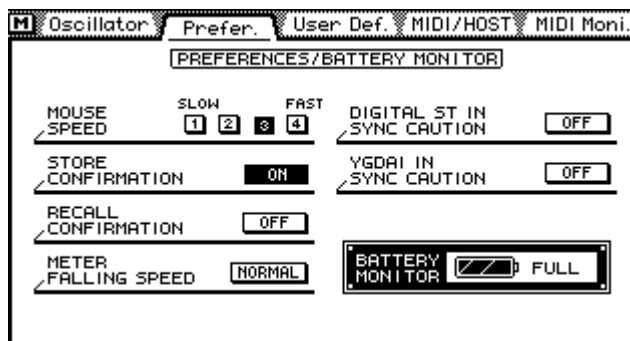 M Oscillator Prefer. User Def. MIDI/HOST MIDI Moni.
PREFERENCES/BATTERY MONITOR
MOUSE SPEED
SLOW FAST
1 2 3 4
DIGITAL ST IN SYNC CAUTION OFF
STORE CONFIRMATION ON
YGDAI IN SYNC CAUTION OFF
RECALL CONFIRMATION OFF
METER FALLING SPEED NORMAL
BATTERY MONITOR FULL